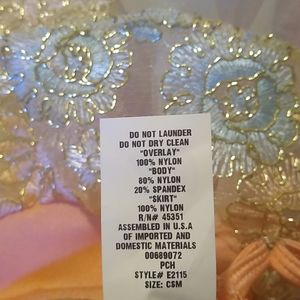 DO NOT LAUNDER
DO NOT DRY CLEAN
"OVERLAY"
100% NYLON
"BODY"
80% NYLON
20% SPANDEX
"SKIRT"
100% NYLON
R/N# 45351
ASSEMBLED IN U.S.A
OF IMPORTED AND
DOMESTIC MATERIALS
00689072
PCH
STYLE# E2115
SIZE: CSM